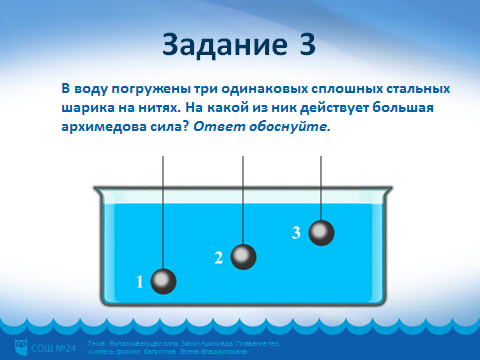 Задание 3
В воду погружены три одинаковых сплошных стальных
шарика на нитях. На какой из ник действует большая
архимедова сила? Ответ обоснуйте.
3
2
1
СОШ №24
Тема: Выталкивающая сила. Закон Архимеда. Плавание тел.
Учитель физики: Капустина Елена Владимировна